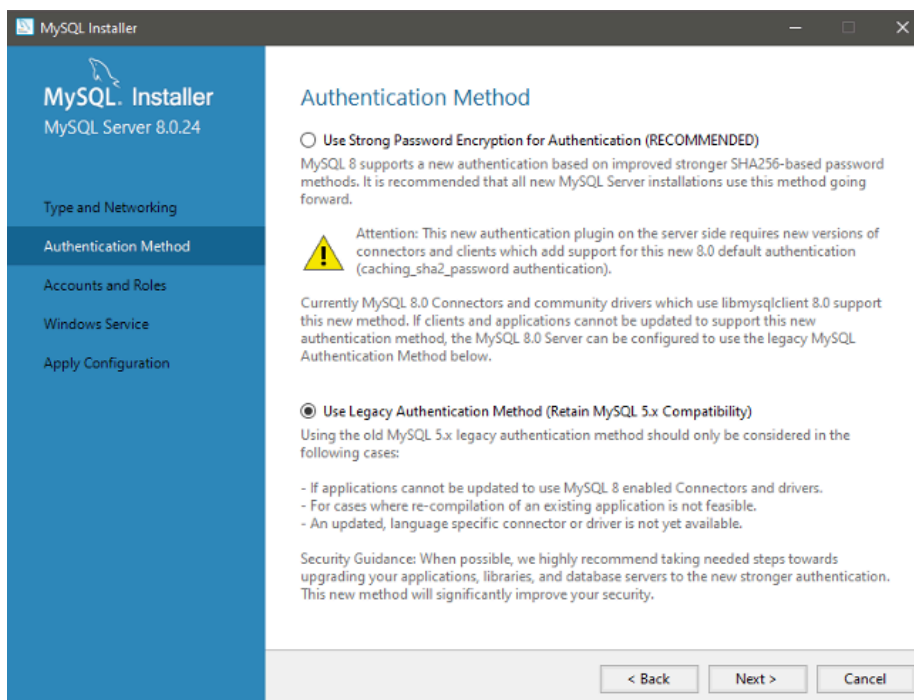 MySQL Installer
MySQL. Installer
MySQL Server 8.0.24
Type and Networking
Authentication Method
Accounts and Roles
Windows Service
Apply Configuration
Authentication Method
Use Strong Password Encryption for Authentication (RECOMMENDED)
MySQL 8 supports a new authentication based on improved stronger SHA256-based password
methods. It is recommended that all new MySQL Server installations use this method going
forward.
Attention: This new authentication plugin on the server side requires new versions of
connectors and clients which add support for this new 8.0 default authentication
(caching_sha2_password authentication).
Currently MySQL 8.0 Connectors and community drivers which use libmysqlclient 8.0 support
this new method. If clients and applications cannot be updated to support this new
authentication method, the MySQL 8.0 Server can be configured to use the legacy MySQL
Authentication Method below.
Use Legacy Authentication Method (Retain MySQL 5.x Compatibility)
Using the old MySQL 5.x legacy authentication method should only be considered in the
following cases:
- If applications cannot be updated to use MySQL 8 enabled Connectors and drivers.
- For cases where re-compilation of an existing application is not feasible.
- An updated, language specific connector or driver is not yet available.
Security Guidance: When possible, we highly recommend taking needed steps towards
upgrading your applications, libraries, and database servers to the new stronger authentication.
This new method will significantly improve your security.
< Back
Next >
Cancel